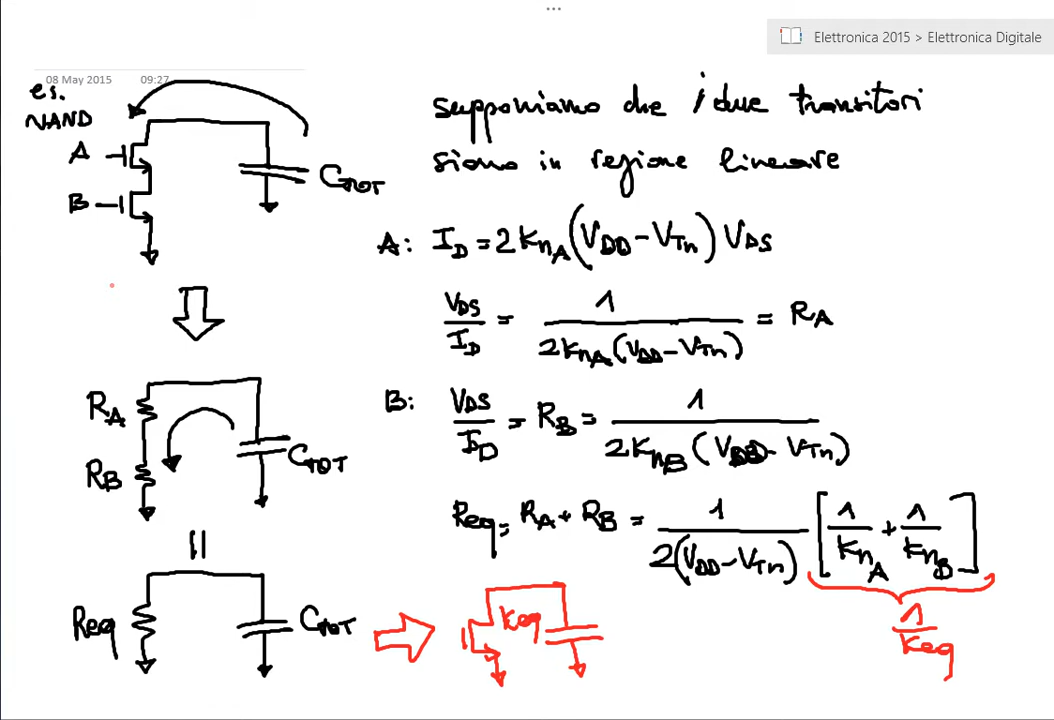 Elettronica 2015 > Elettronica Digitale
08 May 2015 09:27
es.
NAND
A
B
CTOT
supponiamo che i due transitori
siano in regione lineare
A: ID = 2KnA(VDD-VTn)VDS
VDS/ID = 1/(2KnA(VDD-VTn)) = RA
RA
RB
CTOT
B: VDS/ID = RB = 1/(2KnB(VDD-VTn))
Req = RA + RB = 1/(2(VDD-VTn)) [1/KnA + 1/KnB]
1/Keq
Req
CTOT
Keq